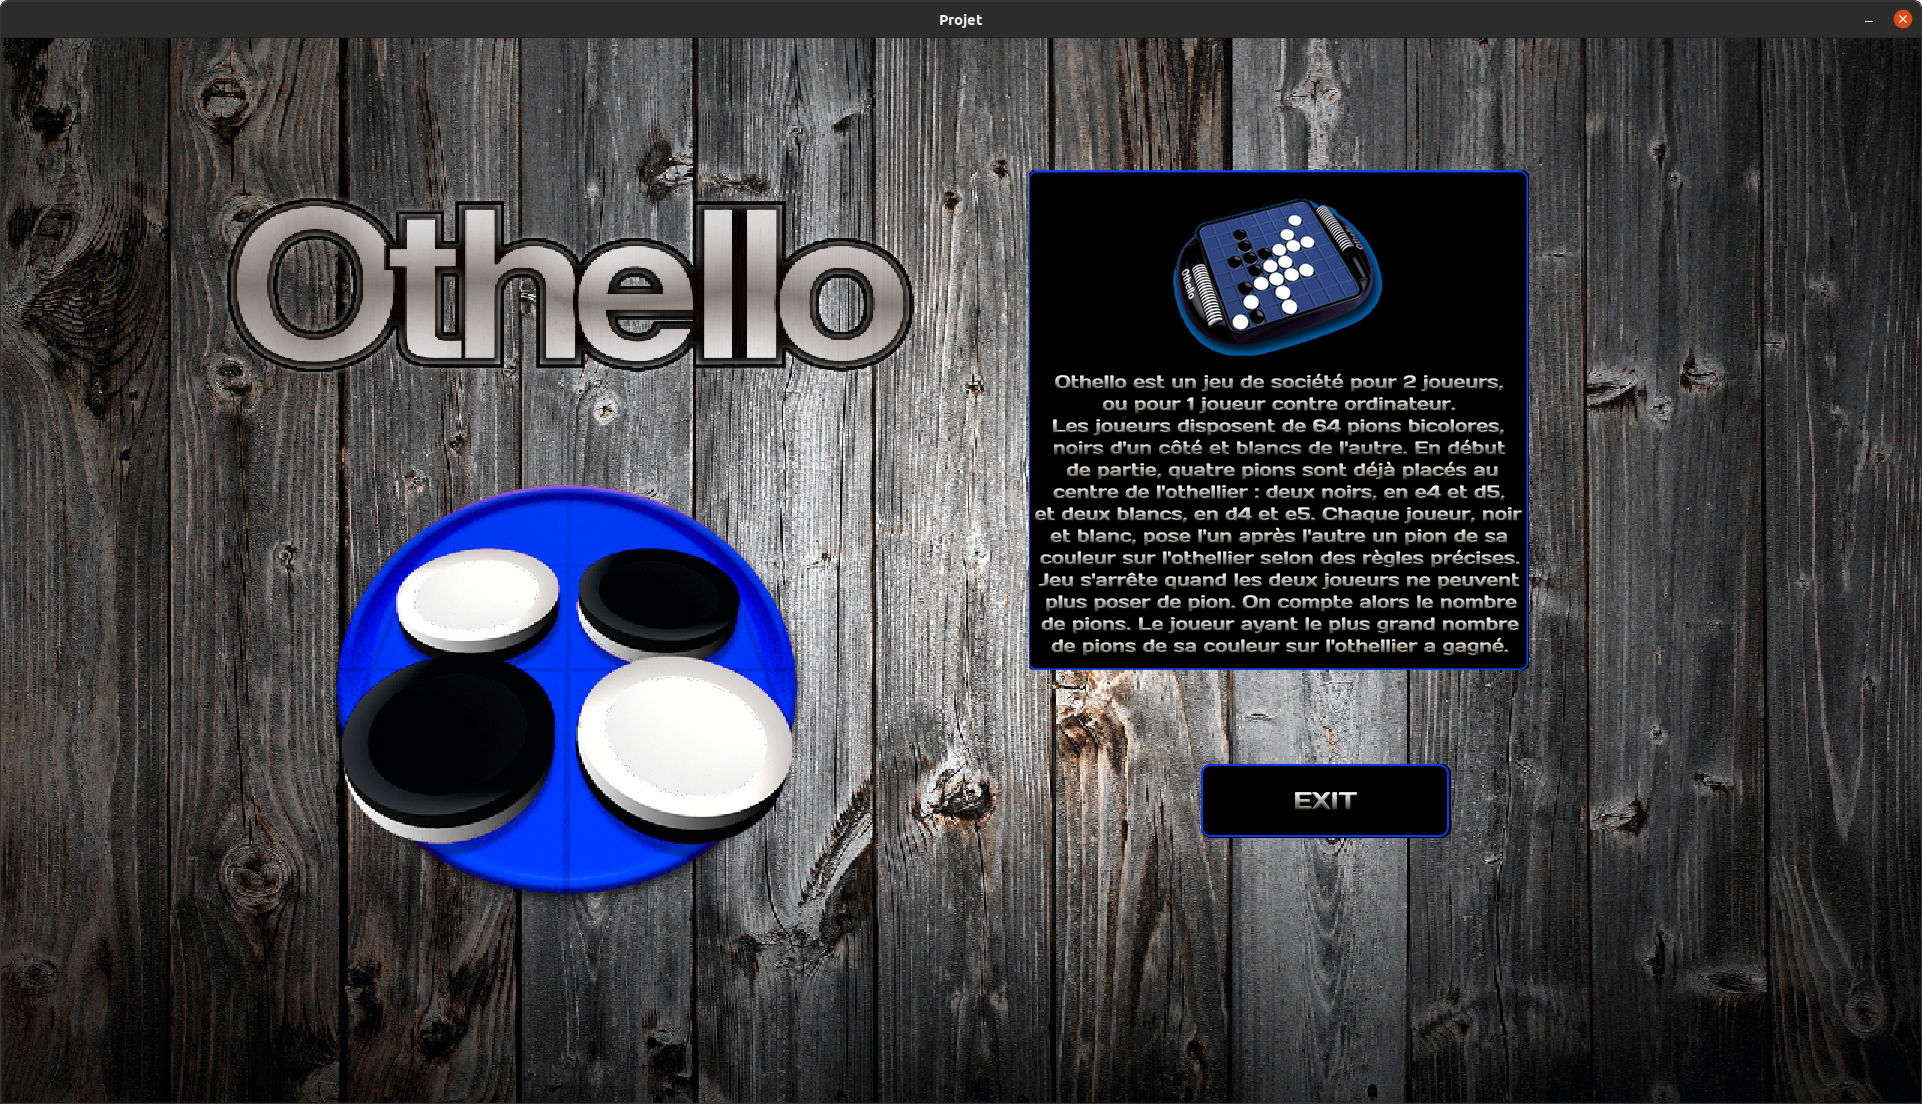 Projet
Othello
Othello
Othello est un jeu de société pour 2 joueurs,
ou pour 1 joueur contre ordinateur.
Les joueurs disposent de 64 pions bicolores,
noirs d'un côté et blancs de l'autre. En début
de partie, quatre pions sont déjà placés au
centre de l'othellier : deux noirs, en e4 et d5,
et deux blancs, en d4 et e5. Chaque joueur, noir
et blanc, pose l'un après l'autre un pion de sa
couleur sur l'othellier selon des règles précises.
Jeu s'arrête quand les deux joueurs ne peuvent
plus poser de pion. On compte alors le nombre
de pions. Le joueur ayant le plus grand nombre
de pions de sa couleur sur l'othellier a gagné.
EXIT